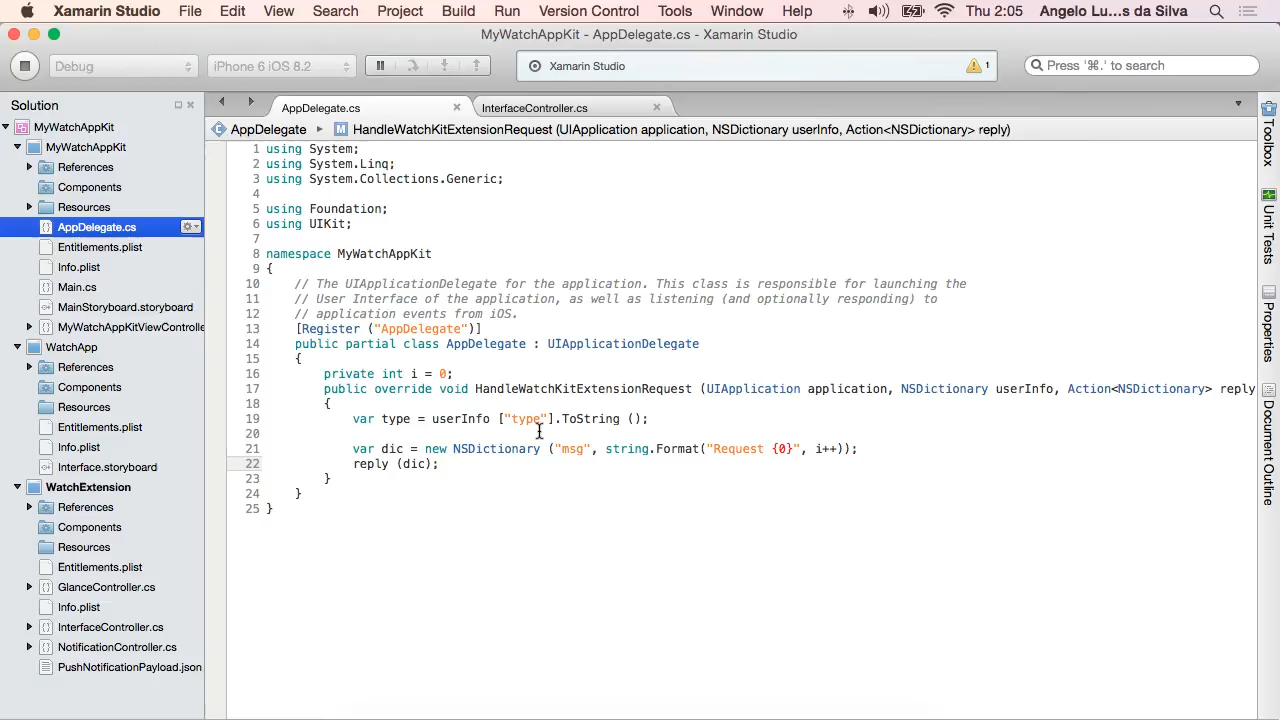 Xamarin Studio File Edit View Search Project Build Run Version Control Tools Window Help Thu 2:05 Angelo Lu...s da Silva
MyWatchAppKit - AppDelegate.cs - Xamarin Studio
Debug iPhone 6 iOS 8.2 Xamarin Studio 1 Press '⌘.' to search
Solution
MyWatchAppKit
MyWatchAppKit
References
Components
Resources
AppDelegate.cs
Entitlements.plist
Info.plist
Main.cs
MainStoryboard.storyboard
MyWatchAppKitViewControlle
WatchApp
References
Components
Resources
Entitlements.plist
Info.plist
Interface.storyboard
WatchExtension
References
Components
Resources
Entitlements.plist
GlanceController.cs
Info.plist
InterfaceController.cs
NotificationController.cs
PushNotificationPayload.json
AppDelegate.cs InterfaceController.cs
AppDelegate HandleWatchKitExtensionRequest (UIApplication application, NSDictionary userInfo, Action<NSDictionary> reply)
1 using System;
2 using System.Linq;
3 using System.Collections.Generic;
4
5 using Foundation;
6 using UIKit;
7
8 namespace MyWatchAppKit
9 {
10 // The UIApplicationDelegate for the application. This class is responsible for launching the
11 // User Interface of the application, as well as listening (and optionally responding) to
12 // application events from iOS.
13 [Register ("AppDelegate")]
14 public partial class AppDelegate : UIApplicationDelegate
15 {
16 private int i = 0;
17 public override void HandleWatchKitExtensionRequest (UIApplication application, NSDictionary userInfo, Action<NSDictionary> reply
18 {
19 var type = userInfo ["type"].ToString ();
20
21 var dic = new NSDictionary ("msg", string.Format("Request {0}", i++));
22 reply (dic);
23 }
24 }
25 }
Toolbox
Unit Tests
Properties
Document Outline